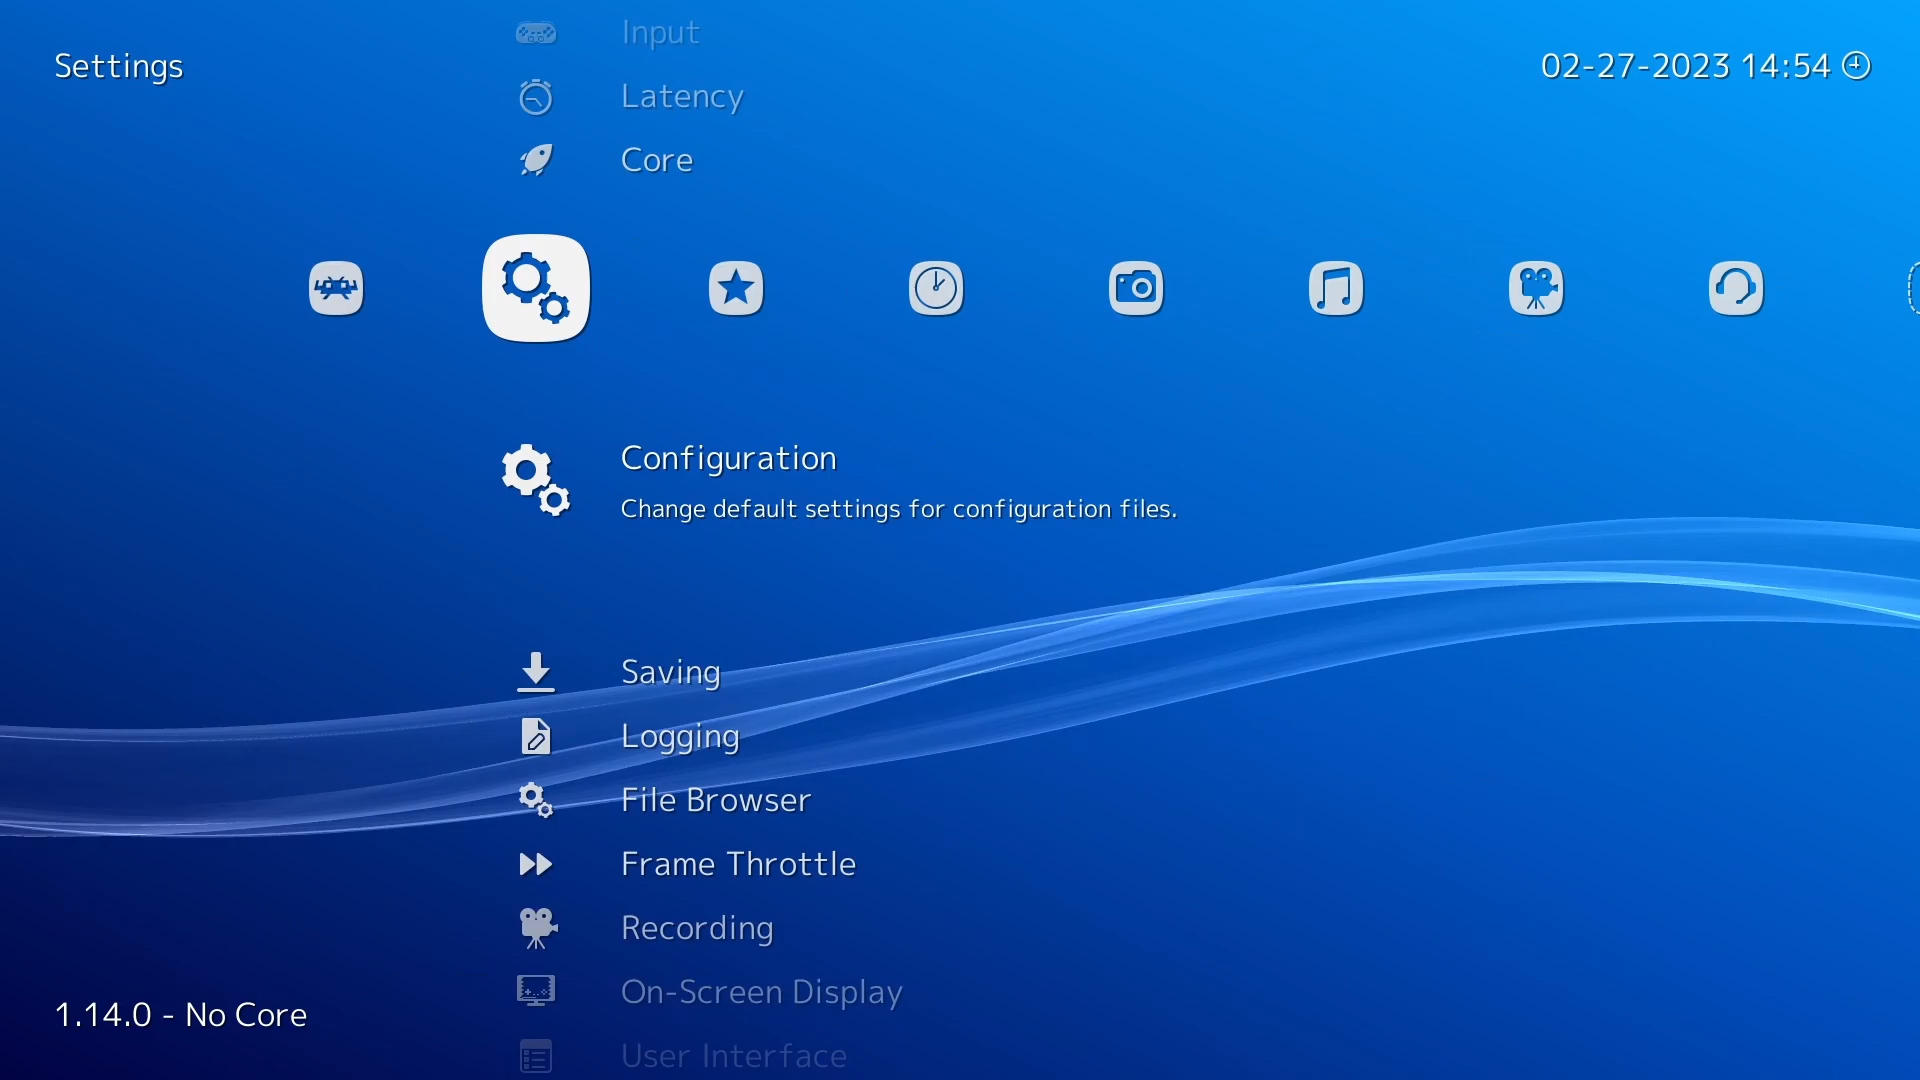 Input
Settings
02-27-2023 14:54
Latency
Core
Configuration
Change default settings for configuration files.
Saving
Logging
File Browser
Frame Throttle
Recording
On-Screen Display
1.14.0 - No Core
User Interface